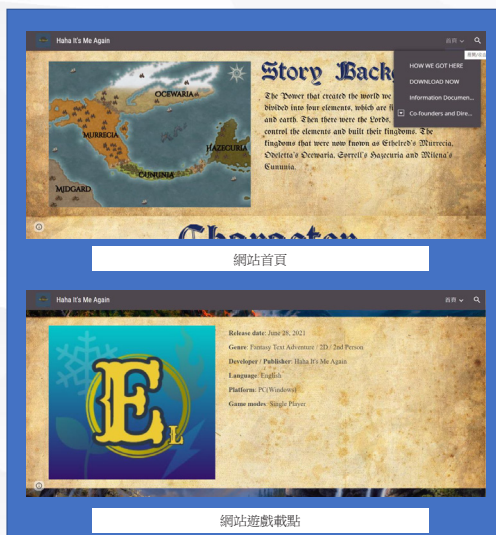 Haha It's Me Again
首頁
HOW WE GOT HERE
DOWNLOAD NOW
Information Documen...
Co-founders and Dire...
OCEWARIA
MURRECIA
HAZECURIA
CUNUNIA
MIDGARD
Story Back
The Power that created the world we
divided into four elements, which are fi
and earth. Then there were the Lords.
control the elements and built their kingdoms. The
kingdoms that were now known as Ethelred's Murrecia,
Odeletta's Ocewaria, Sorrell's Hazecuria and Milena's
Cununia.
Character
網站首頁
Haha It's Me Again
首頁
E
L
Release date: June 28, 2021
Genre: Fantasy Text Adventure / 2D / 2nd Person
Developer / Publisher: Haha It's Me Again
Language: English
Platform: PC(Windows)
Game modes: Single Player
網站遊戲載點